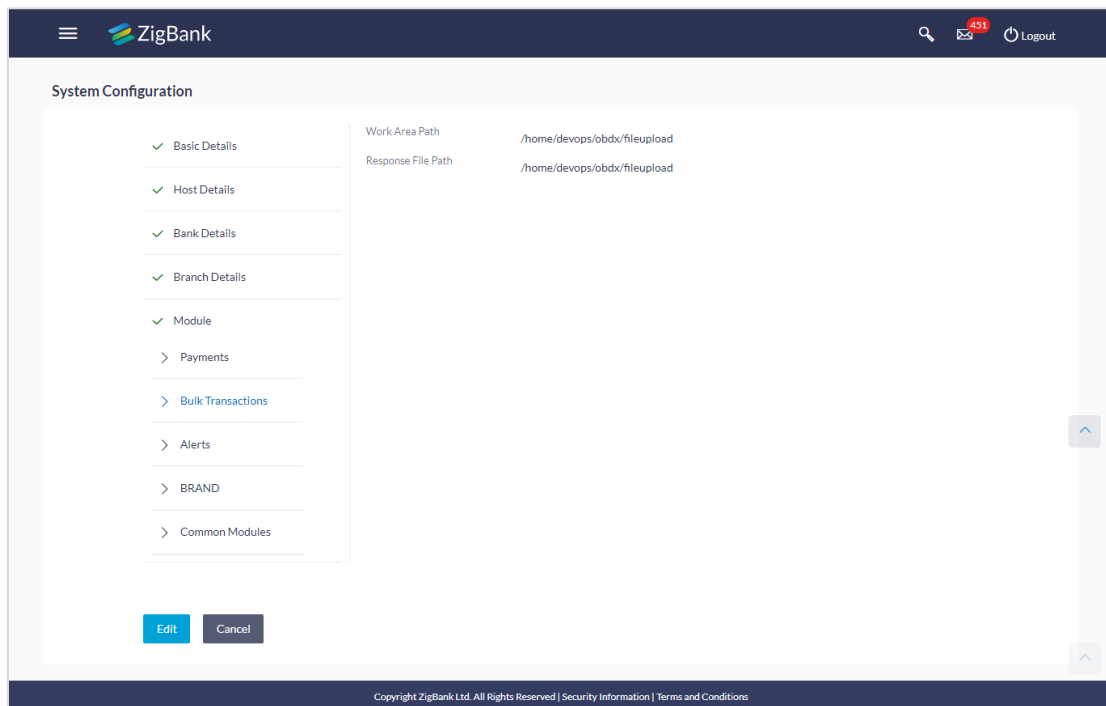 ZigBank
451
Logout
System Configuration
Basic Details
Host Details
Bank Details
Branch Details
Module
Payments
Bulk Transactions
Alerts
BRAND
Common Modules
Work Area Path /home/devops/obdx/fileupload
Response File Path /home/devops/obdx/fileupload
Edit Cancel
Copyright ZigBank Ltd. All Rights Reserved | Security Information | Terms and Conditions